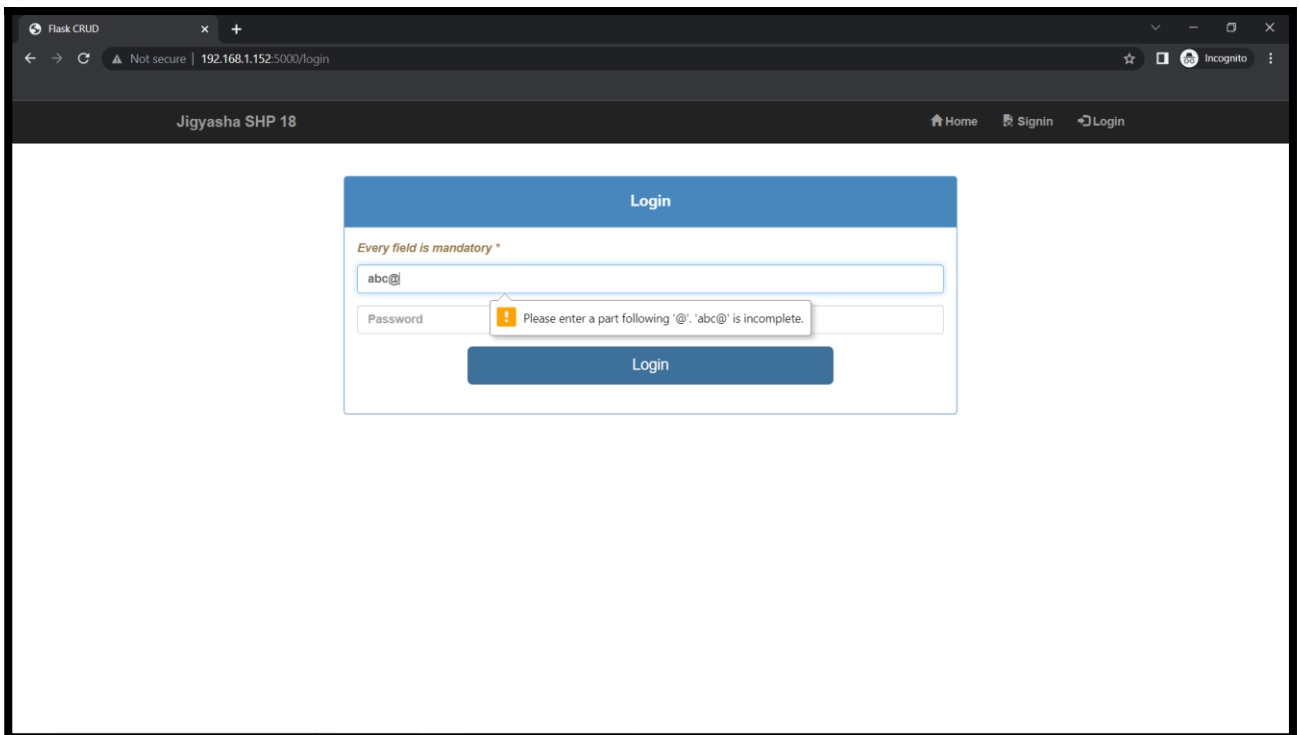 Flask CRUD
Not secure | 192.168.1.152:5000/login
Incognito
Jigyasha SHP 18
Home Signin Login
Login
Every field is mandatory *
abc@
Password
Please enter a part following '@'. 'abc@' is incomplete.
Login